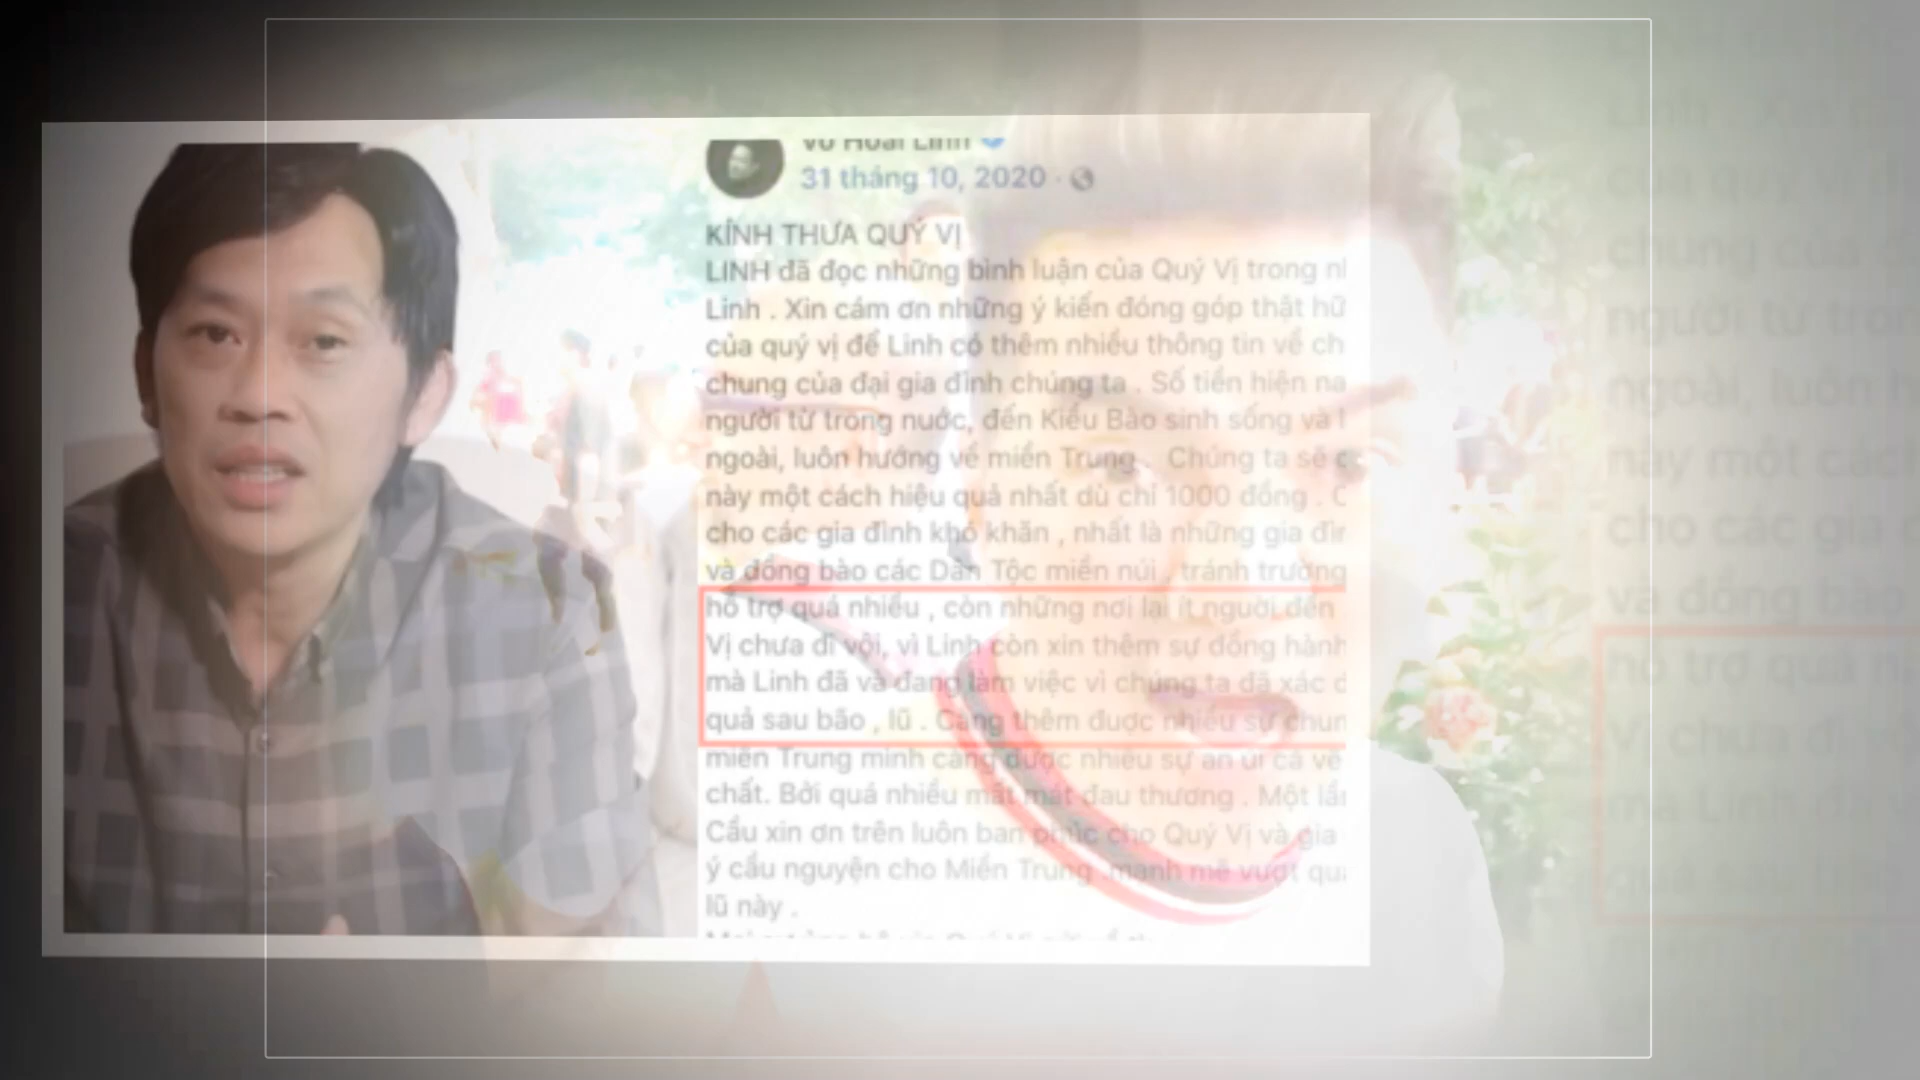 Võ Hoài Linh
31 tháng 10, 2020
KÍNH THƯA QUÝ VỊ
LINH đã đọc những bình luận của Quý Vị trong
Linh . Xin cám ơn những ý kiến đóng góp thật hữ
của quý vị để Linh có thêm nhiều thông tin về ch
chung của đại gia đình chúng ta . Số tiền hiện na
người từ trong nước, đến Kiều Bào sinh sống và
ngoài, luôn hướng về miền Trung . Chúng ta sẽ
này một cách hiệu quả nhất dù chỉ 1000 đồng .
cho các gia đình khó khăn , nhất là những gia đìn
và đồng bào các Dân Tộc miền núi , tránh trường
hỗ trợ quá nhiều , còn những nơi lại ít người đến
Vị chưa đi vội, vì Linh còn xin thêm sự đồng hành
mà Linh đã và đang làm việc vì chúng ta đã xác
quả sau bão , lũ . Càng thêm được nhiều sự chun
miền Trung mình càng được nhiều sự an ủi cả về
chất. Bởi quá nhiều mất mát đau thương . Một lần
Cầu xin ơn trên luôn ban phúc cho Quý Vị và gia
ý cầu nguyện cho Miền Trung .mạnh mẽ vượt qua
lũ này .